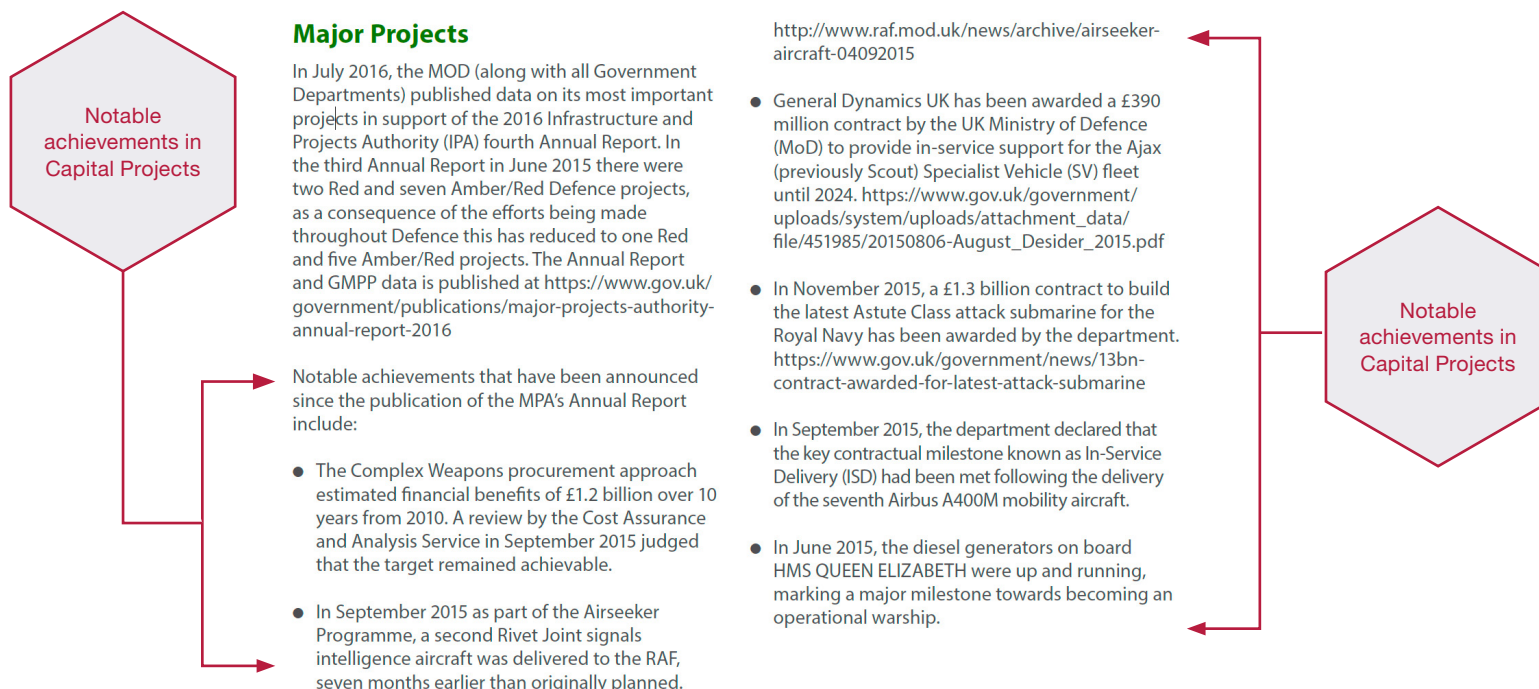 Notable
achievements in
Capital Projects
Major Projects
In July 2016, the MOD (along with all Government
Departments) published data on its most important
projects in support of the 2016 Infrastructure and
Projects Authority (IPA) fourth Annual Report. In
the third Annual Report in June 2015 there were
two Red and seven Amber/Red Defence projects,
as a consequence of the efforts being made
throughout Defence this has reduced to one Red
and five Amber/Red projects. The Annual Report
and GMPP data is published at https://www.gov.uk/
government/publications/major-projects-authority-
annual-report-2016
Notable achievements that have been announced
since the publication of the MPA's Annual Report
include:
● The Complex Weapons procurement approach
estimated financial benefits of £1.2 billion over 10
years from 2010. A review by the Cost Assurance
and Analysis Service in September 2015 judged
that the target remained achievable.
● In September 2015 as part of the Airseeker
Programme, a second Rivet Joint signals
intelligence aircraft was delivered to the RAF,
seven months earlier than originally planned.
http://www.raf.mod.uk/news/archive/airseeker-
aircraft-04092015
● General Dynamics UK has been awarded a £390
million contract by the UK Ministry of Defence
(MoD) to provide in-service support for the Ajax
(previously Scout) Specialist Vehicle (SV) fleet
until 2024. https://www.gov.uk/government/
uploads/system/uploads/attachment_data/
file/451985/20150806-August_Desider_2015.pdf
● In November 2015, a £1.3 billion contract to build
the latest Astute Class attack submarine for the
Royal Navy has been awarded by the department.
https://www.gov.uk/government/news/13bn-
contract-awarded-for-latest-attack-submarine
● In September 2015, the department declared that
the key contractual milestone known as In-Service
Delivery (ISD) had been met following the delivery
of the seventh Airbus A400M mobility aircraft.
● In June 2015, the diesel generators on board
HMS QUEEN ELIZABETH were up and running,
marking a major milestone towards becoming an
operational warship.
Notable
achievements in
Capital Projects